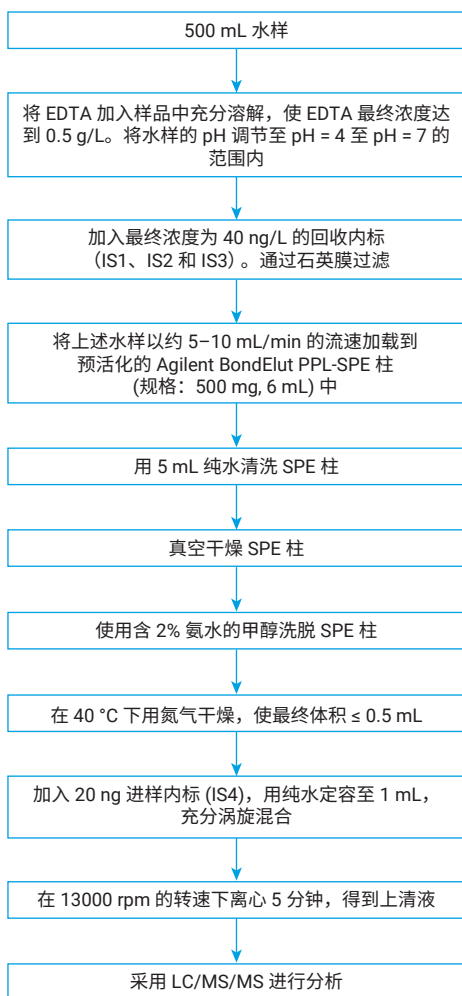 500 mL 水样
将 EDTA 加入样品中充分溶解，使 EDTA 最终浓度达
到 0.5 g/L。将水样的 pH 调节至 pH = 4 至 pH = 7 的
范围内
加入最终浓度为 40 ng/L 的回收内标
（IS1、IS2 和 IS3）。通过石英膜过滤
将上述水样以约 5–10 mL/min 的流速加载到
预活化的 Agilent BondElut PPL-SPE 柱
(规格：500 mg, 6 mL) 中
用 5 mL 纯水清洗 SPE 柱
真空干燥 SPE 柱
使用含 2% 氨水的甲醇洗脱 SPE 柱
在 40 °C 下用氮气干燥，使最终体积 ≤ 0.5 mL
加入 20 ng 进样内标 (IS4)，用纯水定容至 1 mL，
充分涡旋混合
在 13000 rpm 的转速下离心 5 分钟，得到上清液
采用 LC/MS/MS 进行分析